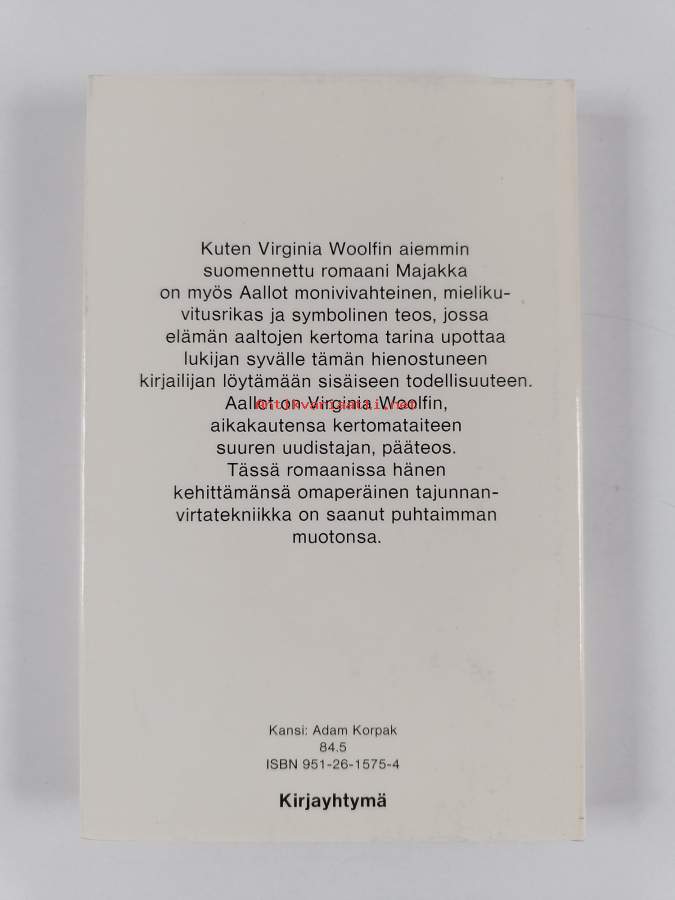 Kuten Virginia Woolfin aiemmin
suomennettu romaani Majakka
on myös Aallot monivivahteinen, mieliku-
vitusrikas ja symbolinen teos, jossa
elämän aaltojen kertoma tarina upottaa
lukijan syvälle tämän hienostuneen
kirjailijan löytämään sisäiseen todellisuuteen.
Aallot on Virginia Woolfin,
Antikvariaatti.net
aikakautensa kertomataiteen
suuren uudistajan, pääteos.
Tässä romaanissa hänen
kehittämänsä omaperäinen tajunnan-
virtatekniikka on saanut puhtaimman
muotonsa.
Kansi: Adam Korpak
84.5
ISBN 951-26-1575-4
Kirjayhtymä